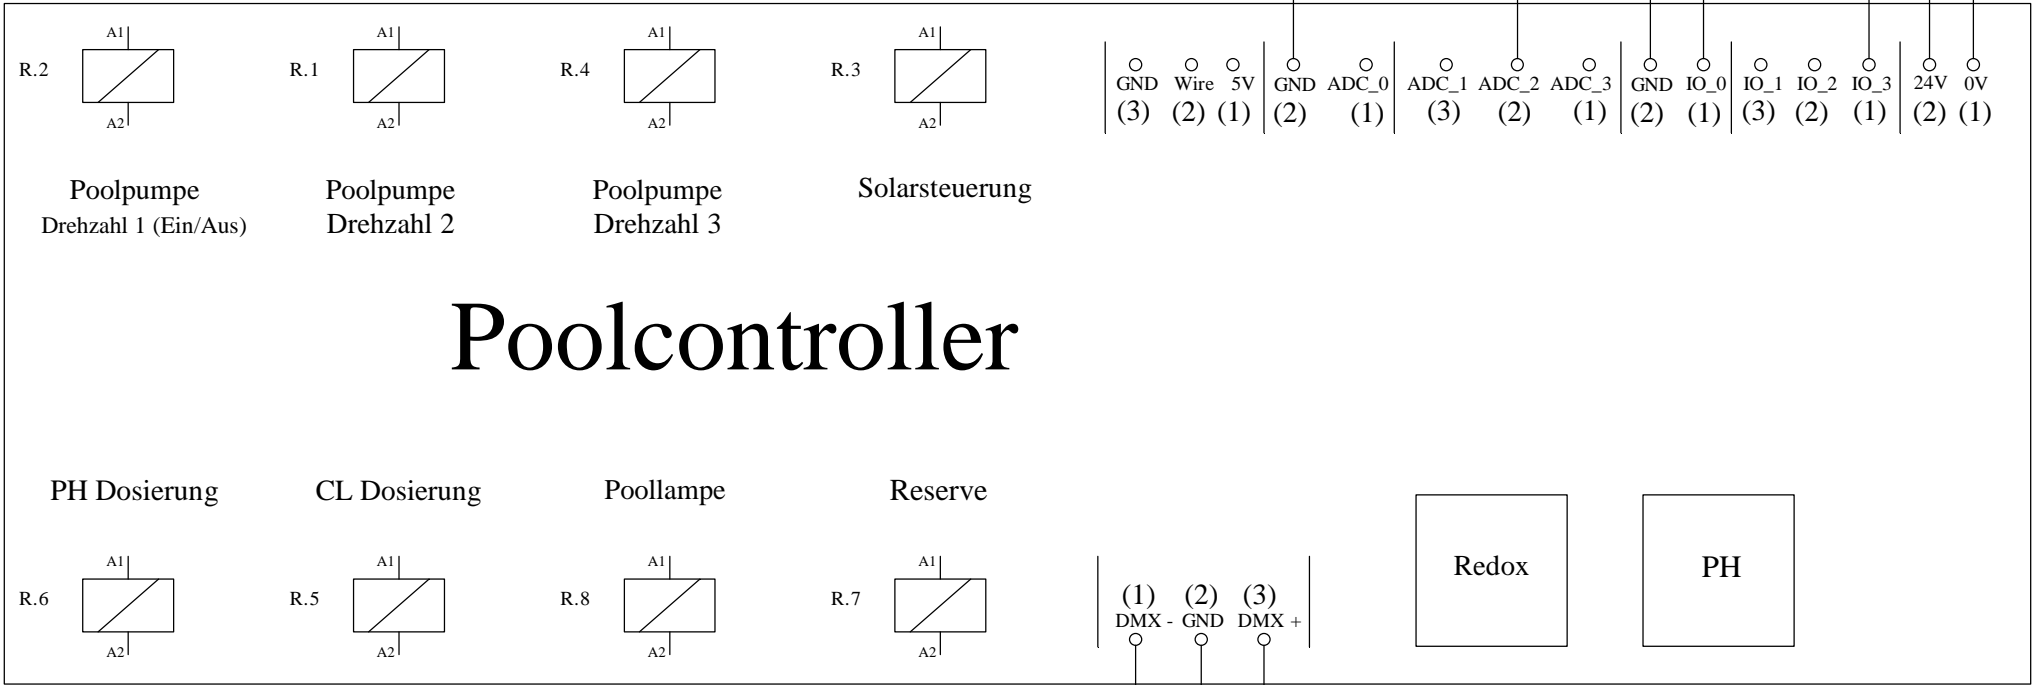 A1 A1 A1 A1
R.2 R.1 R.4 R.3
A2 A2 A2 A2
GND Wire 5V GND ADC_0 ADC_1 ADC_2 ADC_3 GND IO_0 IO_1 IO_2 IO_3 24V 0V
(3) (2) (1) (2) (1) (3) (2) (1) (2) (1) (3) (2) (1) (2) (1)
Poolpumpe
Drehzahl 1 (Ein/Aus)
Poolpumpe
Drehzahl 2
Poolpumpe
Drehzahl 3
Solarsteuerung
Poolcontroller
PH Dosierung CL Dosierung Poollampe Reserve
A1 A1 A1 A1
R.6 R.5 R.8 R.7
A2 A2 A2 A2
(1) (2) (3)
DMX - GND DMX +
Redox
PH